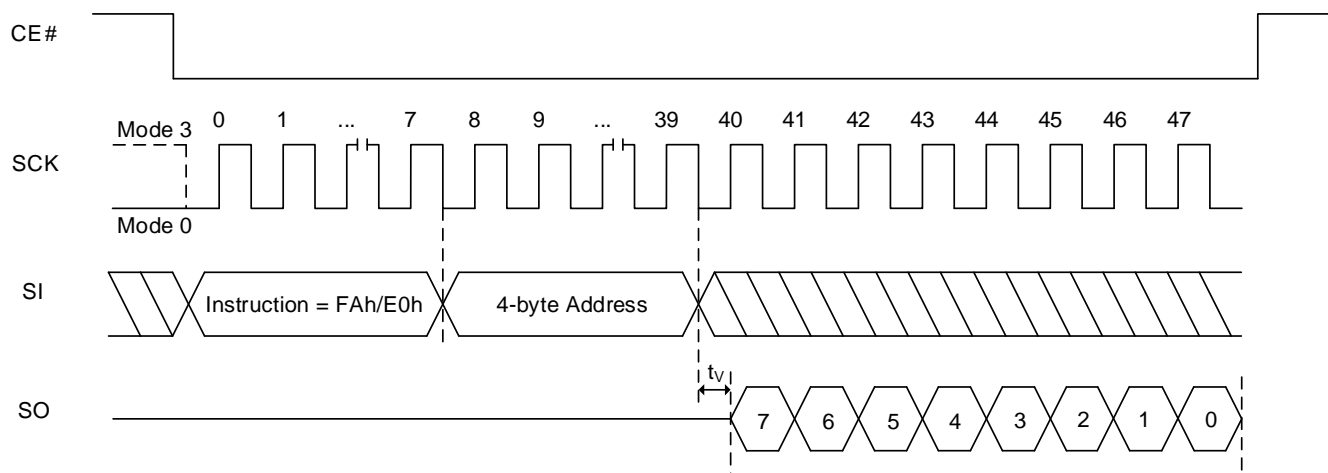 CE#
Mode 3
0 1 ... 7 8 9 ... 39 40 41 42 43 44 45 46 47
SCK
Mode 0
SI
Instruction = FAh/E0h
4-byte Address
tV
SO
7 6 5 4 3 2 1 0